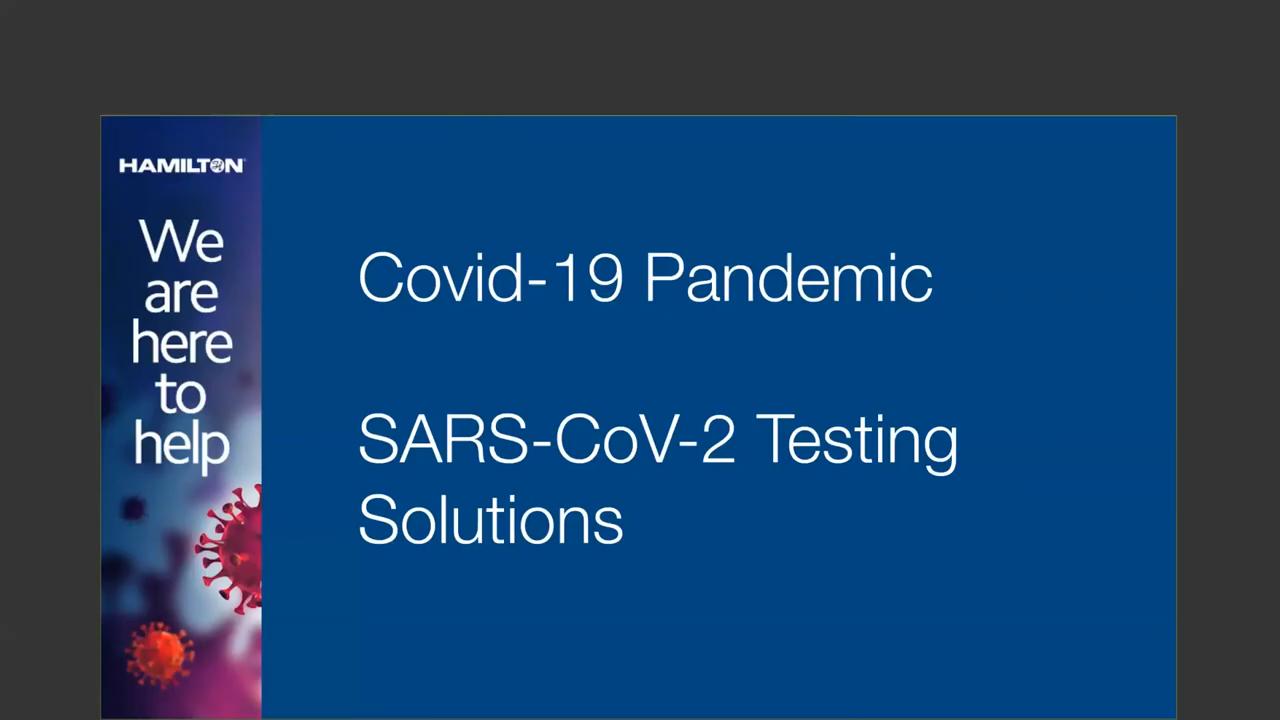 HAMILTON
We
are
here
to
help
Covid-19 Pandemic
SARS-CoV-2 Testing
Solutions